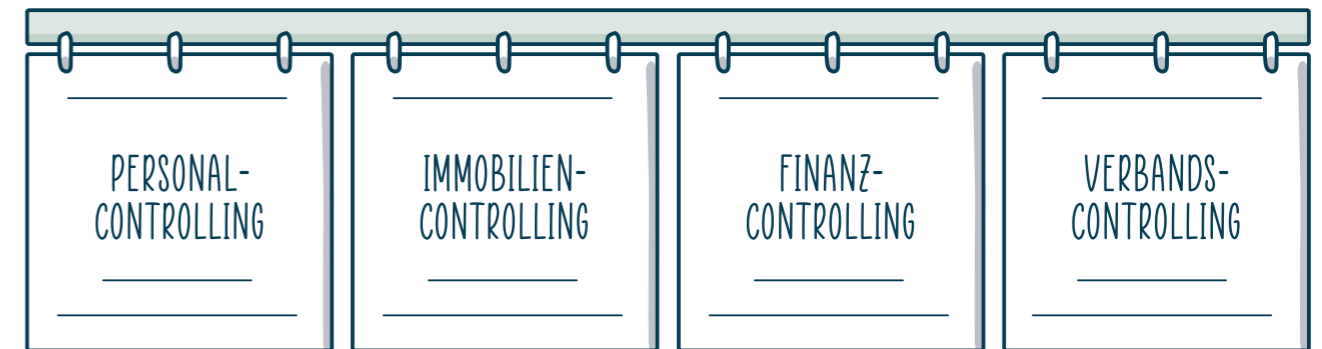 PERSONAL-
CONTROLLING
IMMOBILIEN-
CONTROLLING
FINANZ-
CONTROLLING
VERBANDS-
CONTROLLING